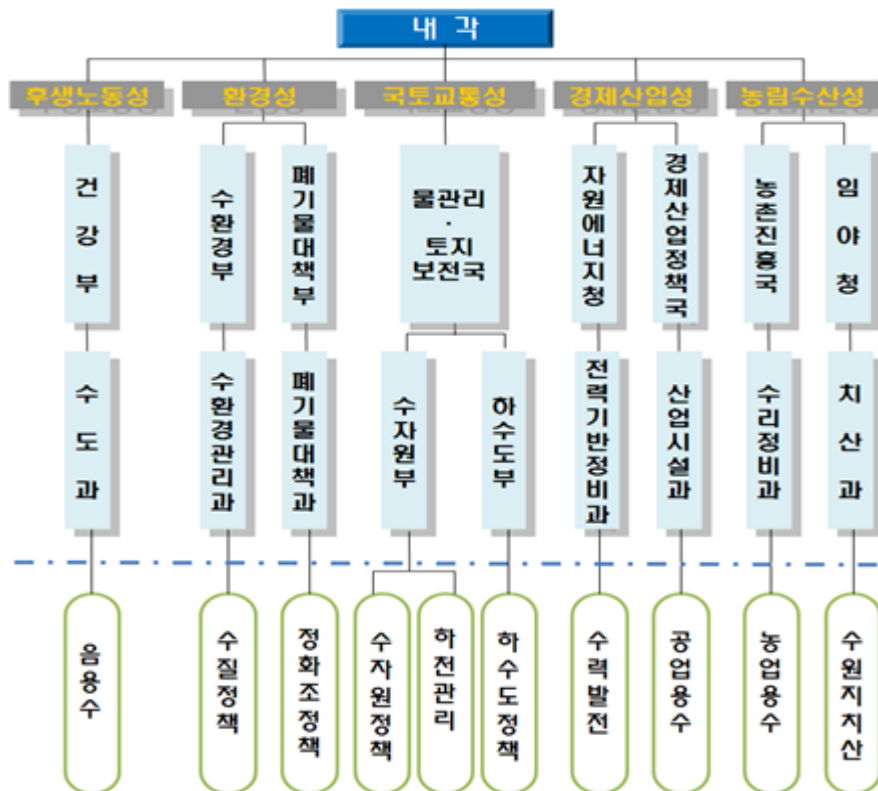 내 각
후생노동성
환경성
국토교통성
경제산업성
농림수산성
건강부
수환경부
폐기물대책부
물관리
·
토지
보전국
자원에너지청
경제산업정책국
농촌진흥국
임야청
수도과
수환경관리과
폐기물대책과
수자원부
하수도부
전력기반정비과
산업시설과
수리정비과
치산과
음용수
수질정책
정화조정책
수자원정책
하천관리
하수도정책
수력발전
공업용수
농업용수
수원지치산